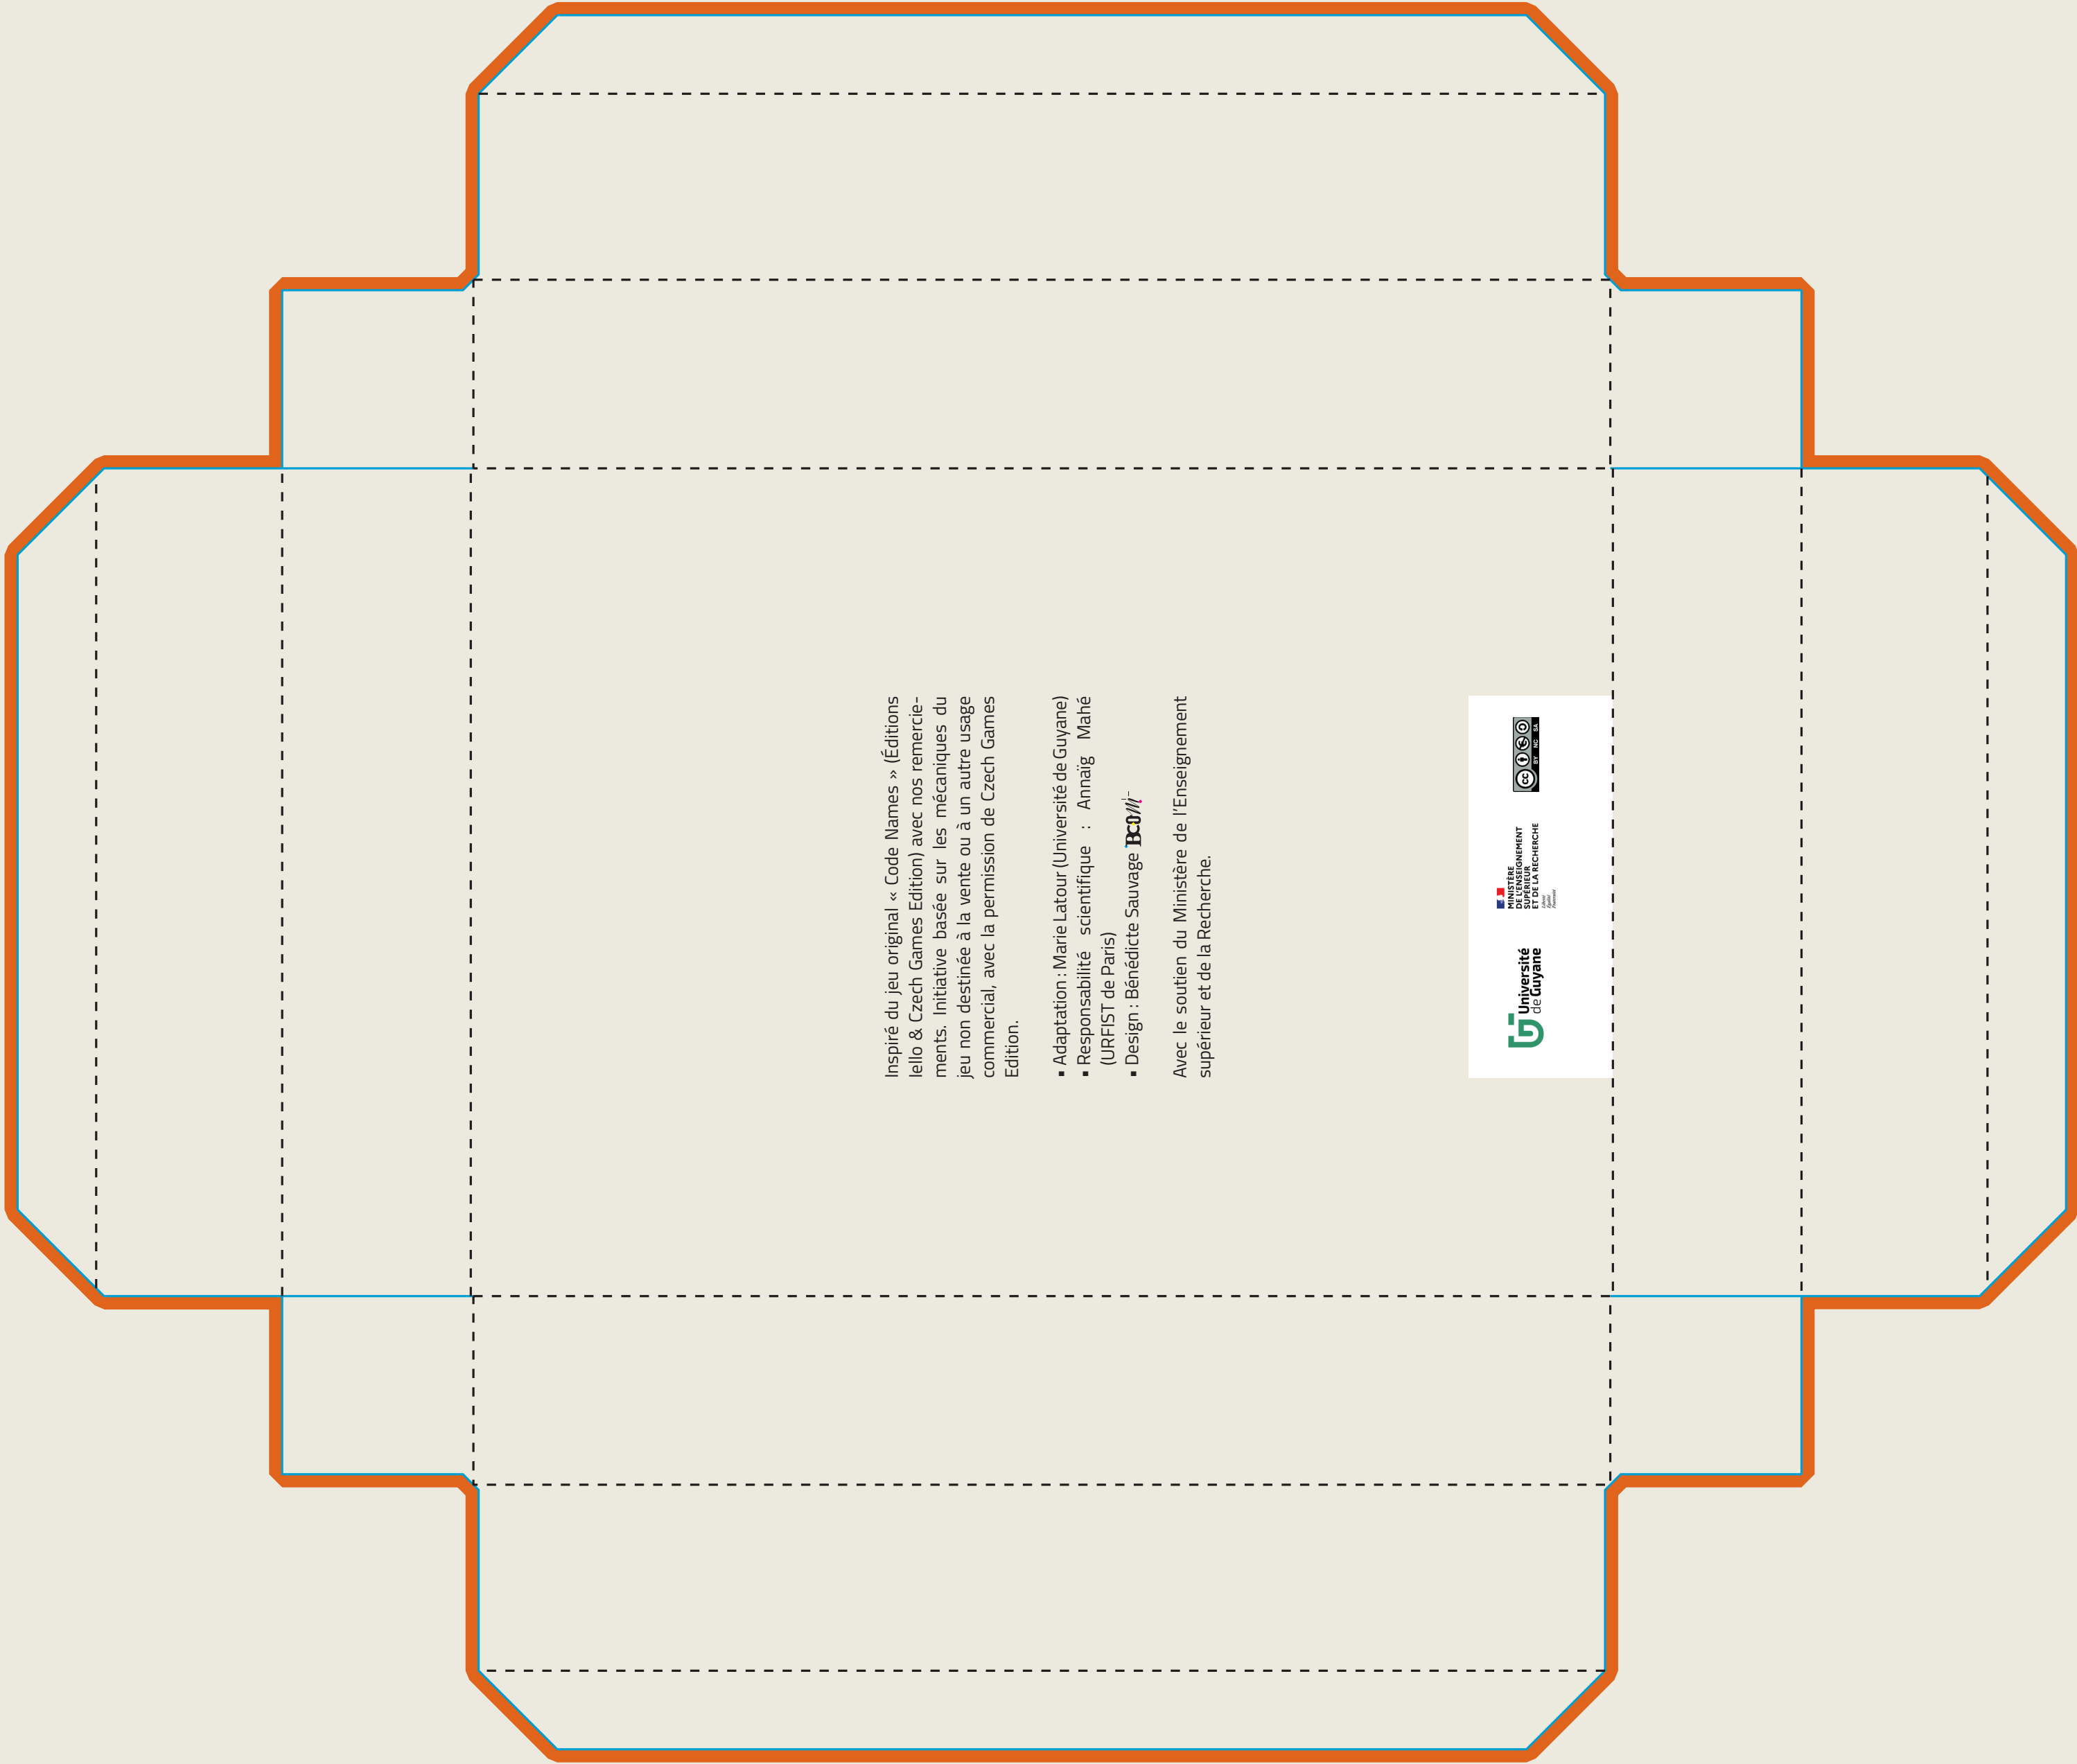 Inspiré du jeu original « Code Names » (Éditions
Iello & Czech Games Edition) avec nos remercie-
ments. Initiative basée sur les mécaniques du
jeu non destinée à la vente ou à un autre usage
commercial, avec la permission de Czech Games
Edition.
▪ Adaptation : Marie Latour (Université de Guyane)
▪ Responsabilité scientifique : Annaïg Mahé
(URFIST de Paris)
▪ Design : Bénédicte Sauvage
Avec le soutien du Ministère de l'Enseignement
supérieur et de la Recherche.
Université
de Guyane
MINISTÈRE
DE L'ENSEIGNEMENT
SUPÉRIEUR
ET DE LA RECHERCHE
Liberté
Égalité
Fraternité
cc
BY NC SA